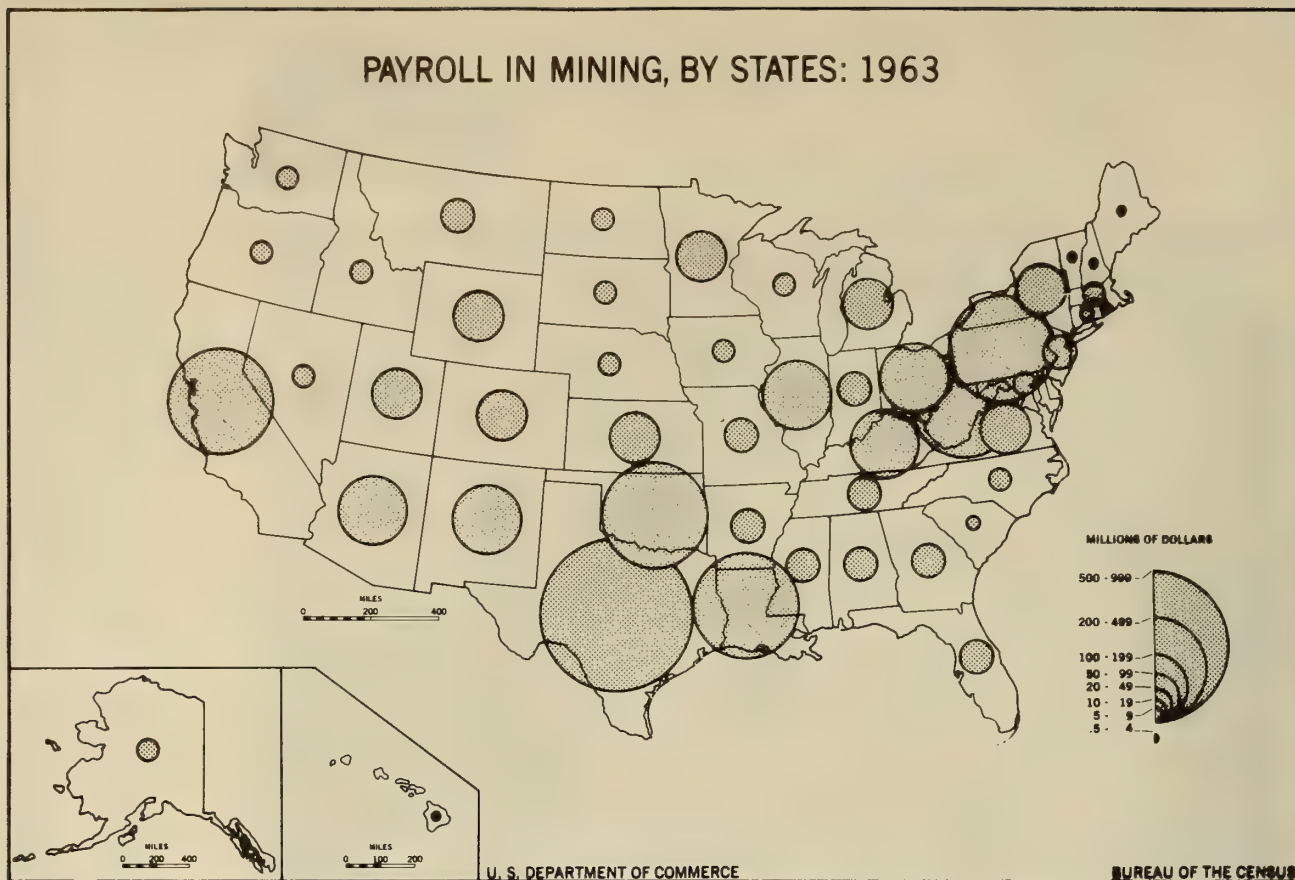 PAYROLL IN MINING, BY STATES: 1963
MILLIONS OF DOLLARS
500 - 999
200 - 499
100 - 199
50 - 99
20 - 49
10 - 19
5 - 9
.5 - 4
MILES
0 200 400
MILES
0 200 400
MILES
0 100 200
U. S. DEPARTMENT OF COMMERCE
BUREAU OF THE CENSUS